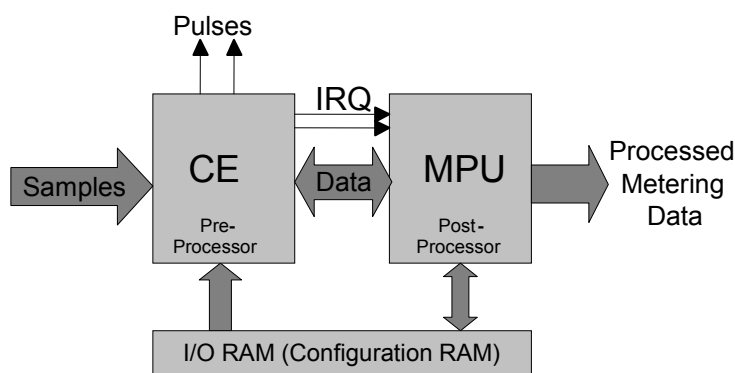 Pulses
IRQ
Samples
CE
Pre-
Processor
Data
MPU
Post-
Processor
Processed
Metering
Data
I/O RAM (Configuration RAM)